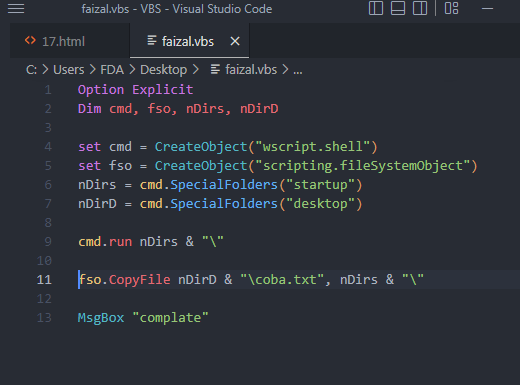 faizal.vbs - VBS - Visual Studio Code
<> 17.html
faizal.vbs ×
C: > Users > FDA > Desktop > faizal.vbs > ...
1 Option Explicit
2 Dim cmd, fso, nDirs, nDirD
3
4 set cmd = CreateObject("wscript.shell")
5 set fso = CreateObject("scripting.fileSystemObject")
6 nDirs = cmd.SpecialFolders("startup")
7 nDirD = cmd.SpecialFolders("desktop")
8
9 cmd.run nDirs & "\"
10
11 fso.CopyFile nDirD & "\coba.txt", nDirs & "\"
12
13 MsgBox "complate"